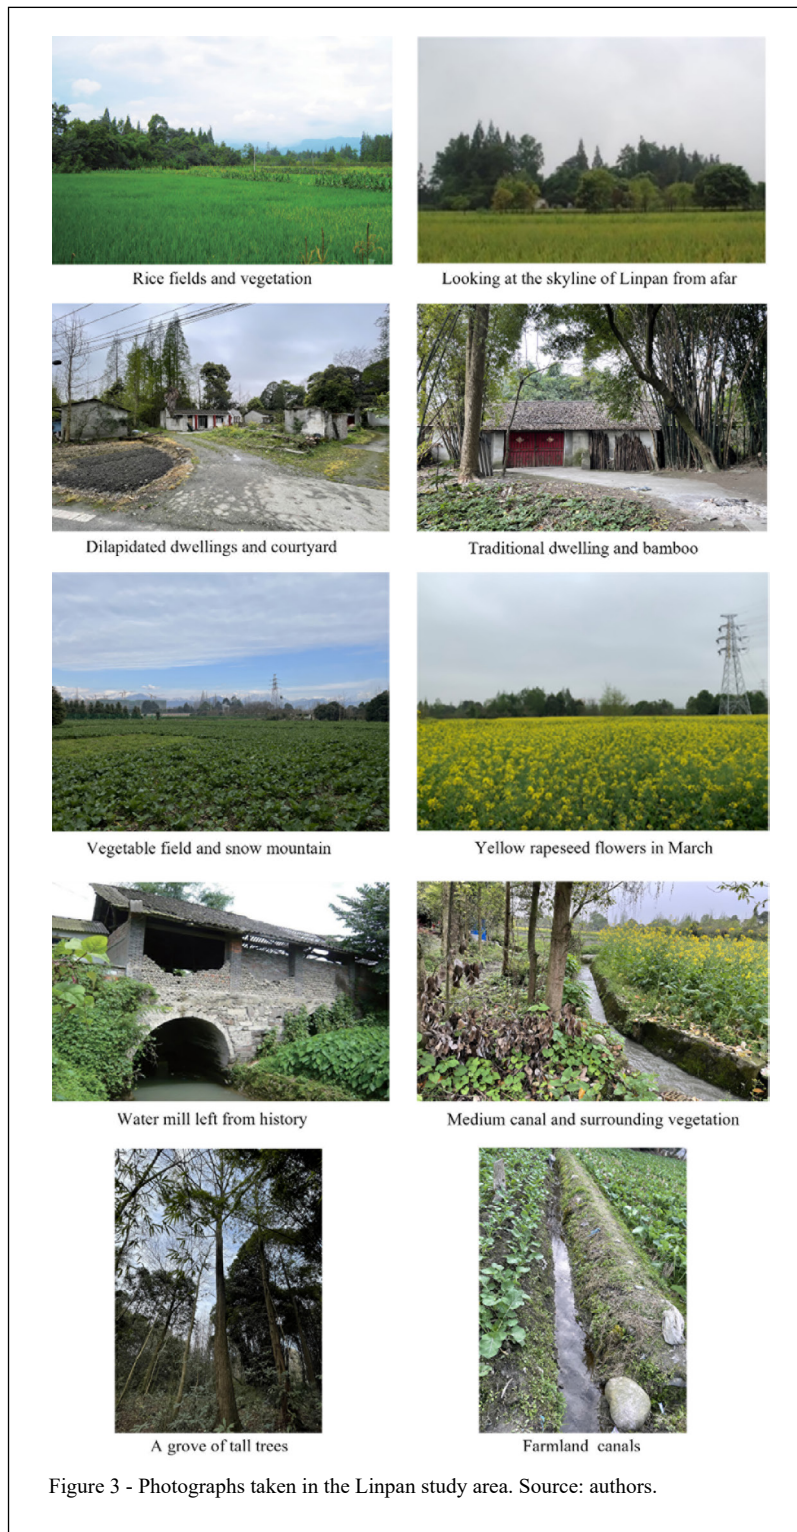 Rice fields and vegetation
Looking at the skyline of Linpan from afar
Dilapidated dwellings and courtyard
Traditional dwelling and bamboo
Vegetable field and snow mountain
Yellow rapeseed flowers in March
Water mill left from history
Medium canal and surrounding vegetation
A grove of tall trees
Farmland canals
Figure 3 - Photographs taken in the Linpan study area. Source: authors.